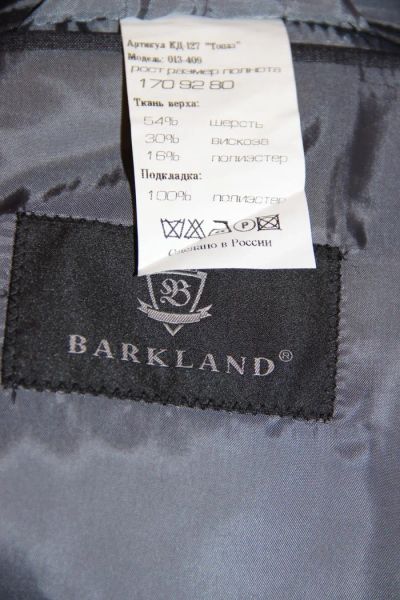 Артикул КД-127 "Топаз"
Модель: 013-409
рост размер полнота
170 92 80
Ткань верха:
54% шерсть
30% вискоза
16% полиэстер
Подкладка:
100% полиэстер
P
Сделано в России
B
BARKLAND®